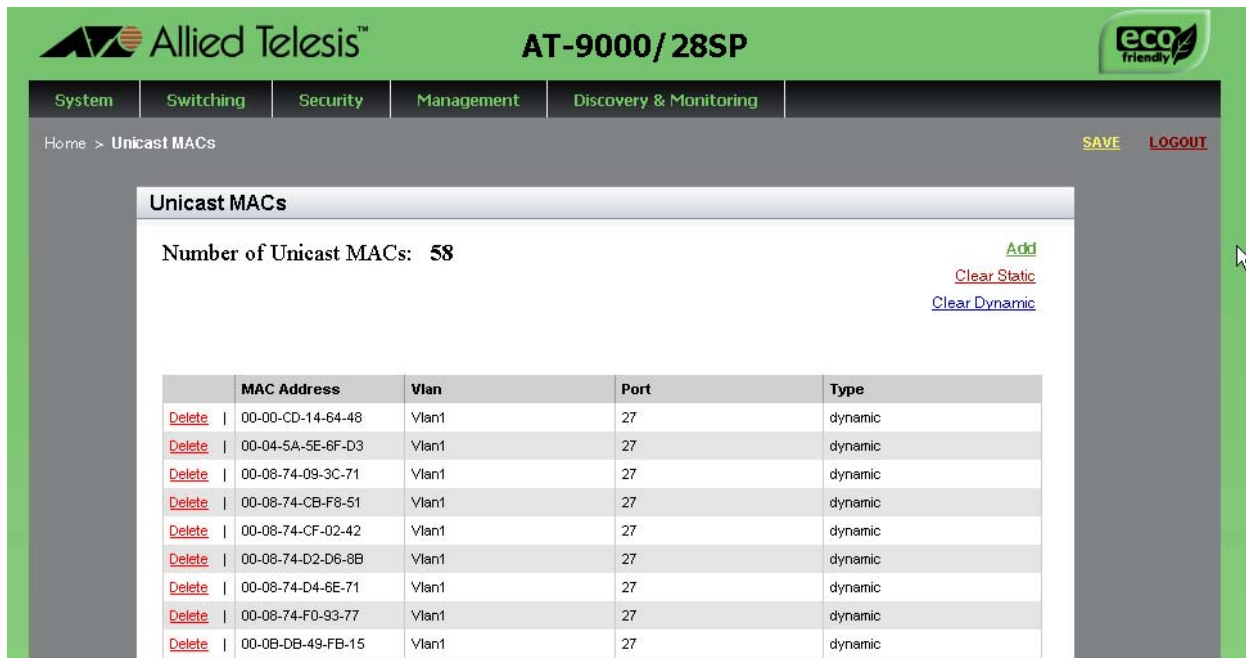 Allied Telesis™ AT-9000/28SP eco friendly
System Switching Security Management Discovery & Monitoring
Home > Unicast MACs SAVE LOGOUT
Unicast MACs
Number of Unicast MACs: 58 Add
Clear Static
Clear Dynamic
MAC Address Vlan Port Type
Delete | 00-00-CD-14-64-48 Vlan1 27 dynamic
Delete | 00-04-5A-5E-6F-D3 Vlan1 27 dynamic
Delete | 00-08-74-09-3C-71 Vlan1 27 dynamic
Delete | 00-08-74-CB-F8-51 Vlan1 27 dynamic
Delete | 00-08-74-CF-02-42 Vlan1 27 dynamic
Delete | 00-08-74-D2-D6-8B Vlan1 27 dynamic
Delete | 00-08-74-D4-6E-71 Vlan1 27 dynamic
Delete | 00-08-74-F0-93-77 Vlan1 27 dynamic
Delete | 00-0B-DB-49-FB-15 Vlan1 27 dynamic